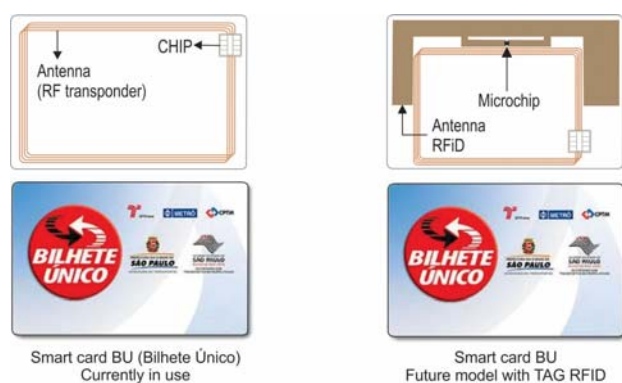 CHIP
Antenna
(RF transponder)
Microchip
Antenna
RFiD
METRÔ
CPTM
BILHETE
ÚNICO
SÃO PAULO
SÃO PAULO
METRÔ
CPTM
BILHETE
ÚNICO
SÃO PAULO
SÃO PAULO
Smart card BU (Bilhete Único)
Currently in use
Smart card BU
Future model with TAG RFID